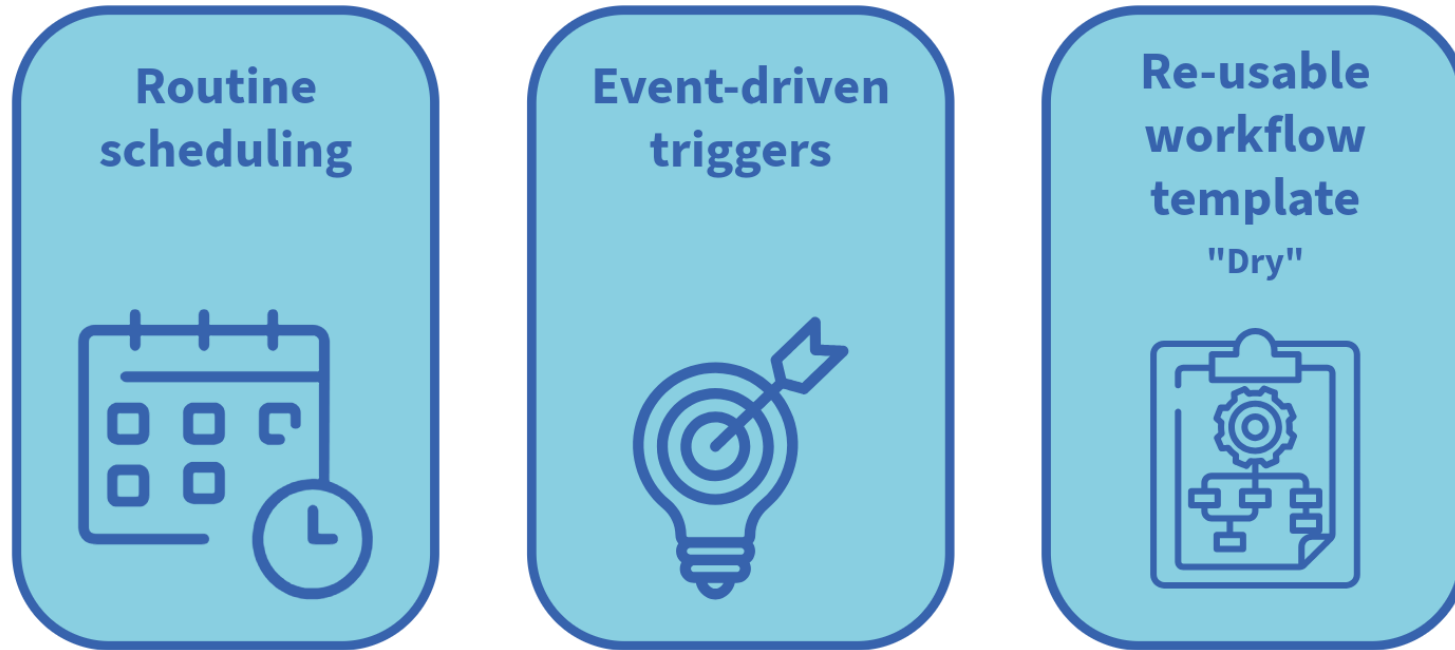 Routine
scheduling
Event-driven
triggers
Re-usable
workflow
template
"Dry"